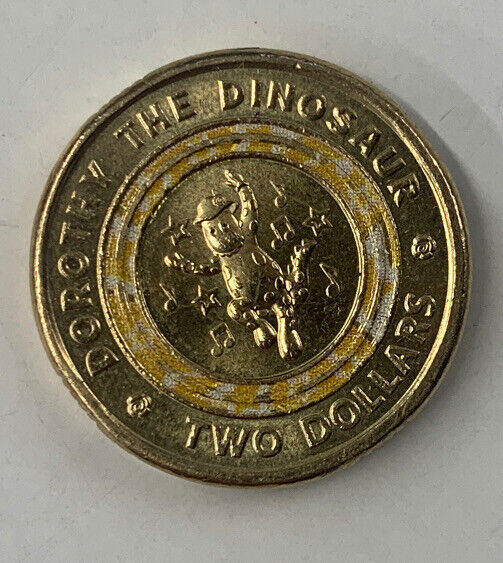 DOROTHY THE DINOSAUR
TWO DOLLARS